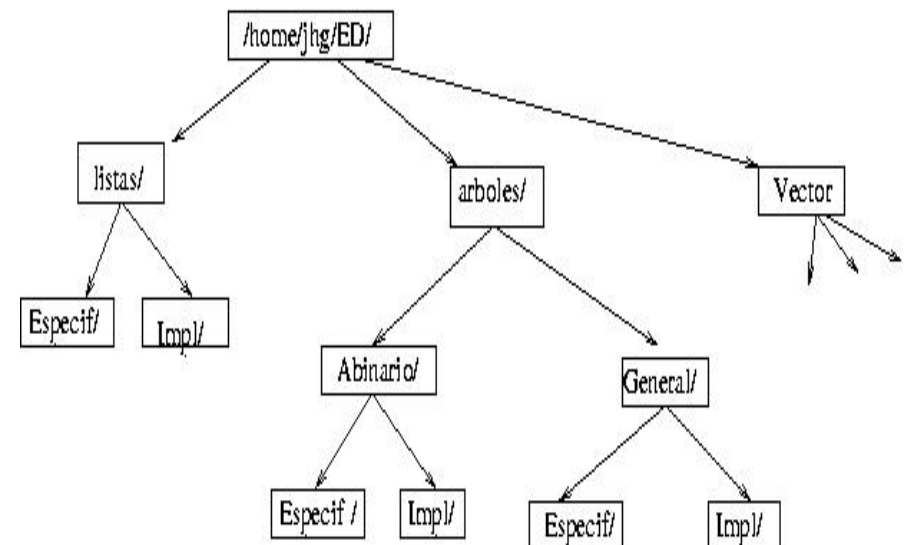 /home/jhg/ED/
listas/
arboles/
Vector
Especif/
Impl/
Abinario/
General/
Especif /
Impl/
Especif/
Impl/